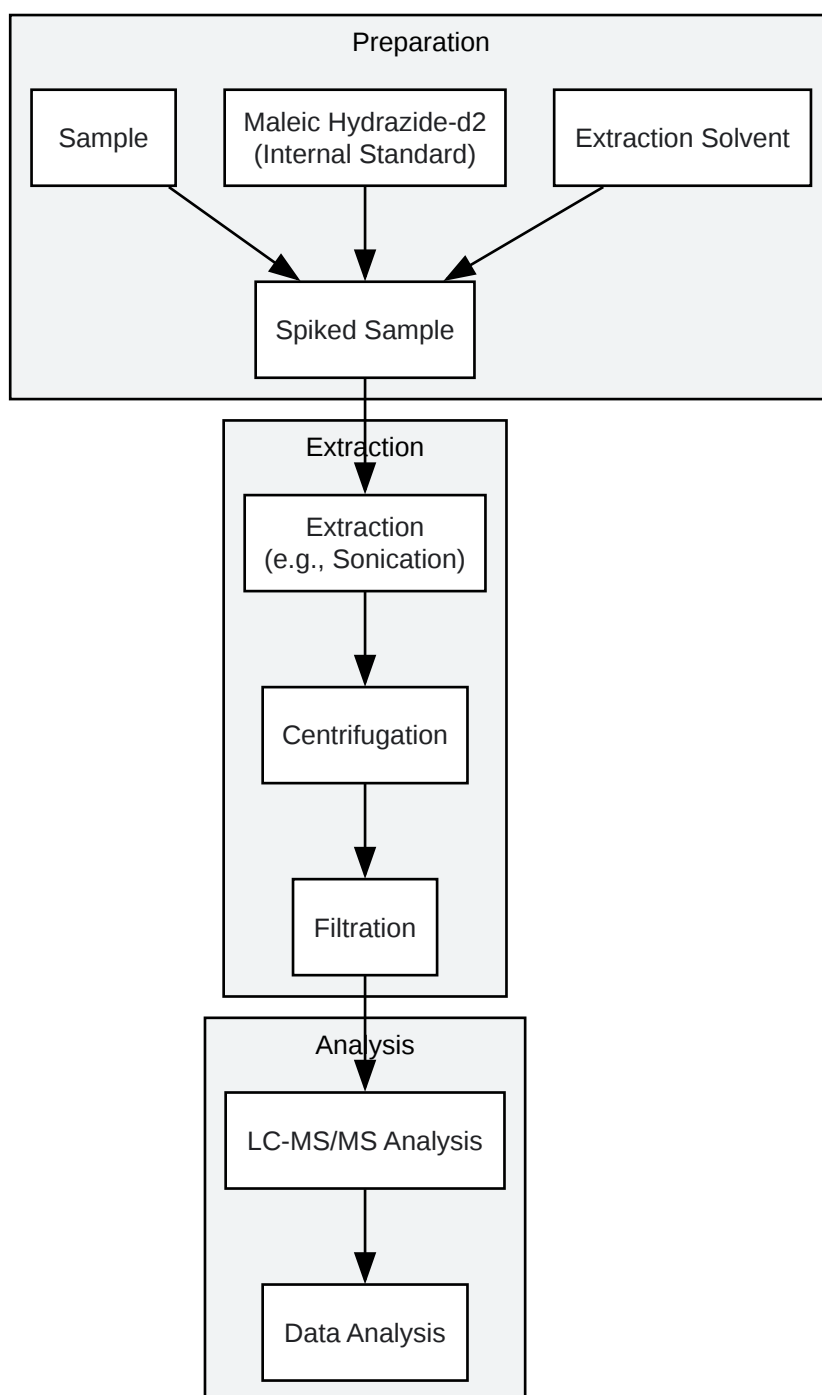 Preparation
Sample
Maleic Hydrazide-d2
(Internal Standard)
Extraction Solvent
Spiked Sample
Extraction
Extraction
(e.g., Sonication)
Centrifugation
Filtration
Analysis
LC-MS/MS Analysis
Data Analysis